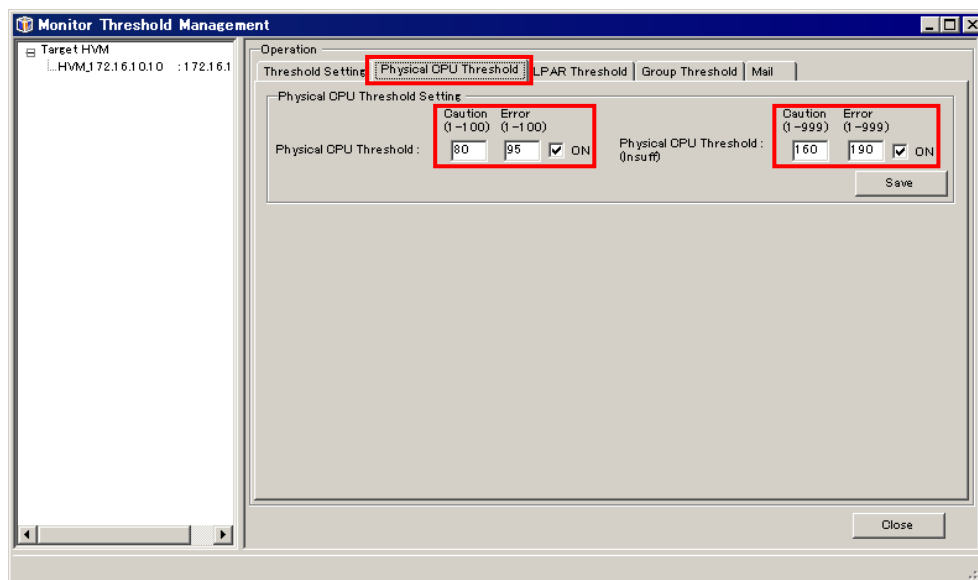 Monitor Threshold Management
Target HVM
HVM_172.16.10.10 :172.16.1
Operation
Threshold Setting Physical CPU Threshold LPAR Threshold Group Threshold Mail
Physical CPU Threshold Setting
Caution Error Caution Error
(1-100) (1-100) (1-999) (1-999)
Physical CPU Threshold : 80 95 ON Physical CPU Threshold : 160 190 ON
(Insuff)
Save
Close